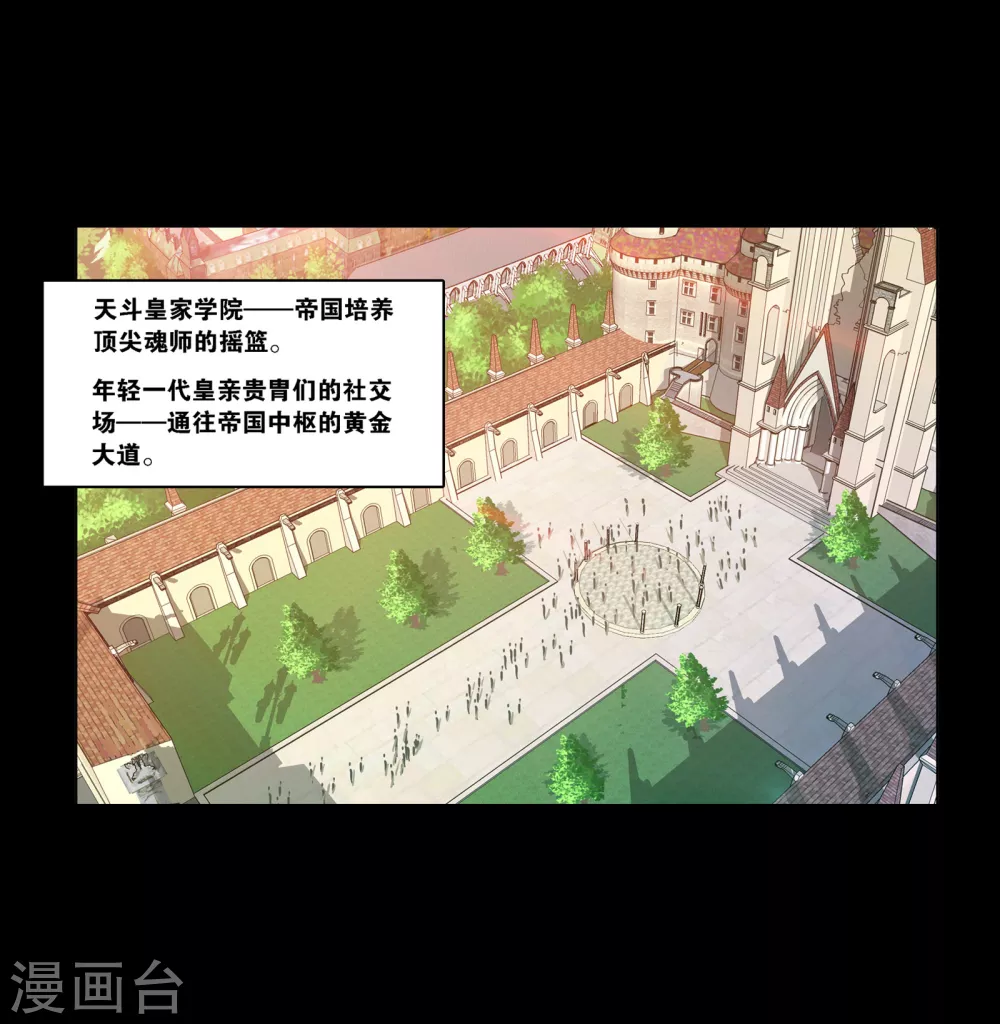 天斗皇家学院——帝国培养
顶尖魂师的摇篮。
年轻一代皇亲贵胄们的社交
场——通往帝国中枢的黄金
大道。
漫画台